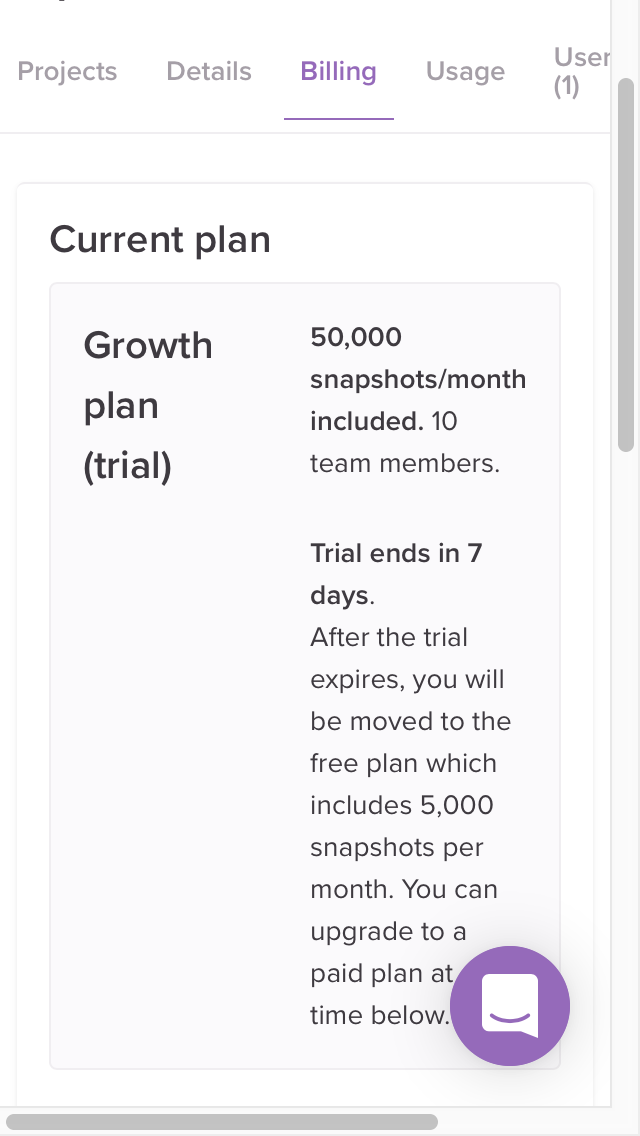 Projects
Details
Billing
Usage
User
(1)
Current plan
Growth
plan
(trial)
50,000
snapshots/month
included. 10
team members.
Trial ends in 7
days.
After the trial
expires, you will
be moved to the
free plan which
includes 5,000
snapshots per
month. You can
upgrade to a
paid plan at
time below.